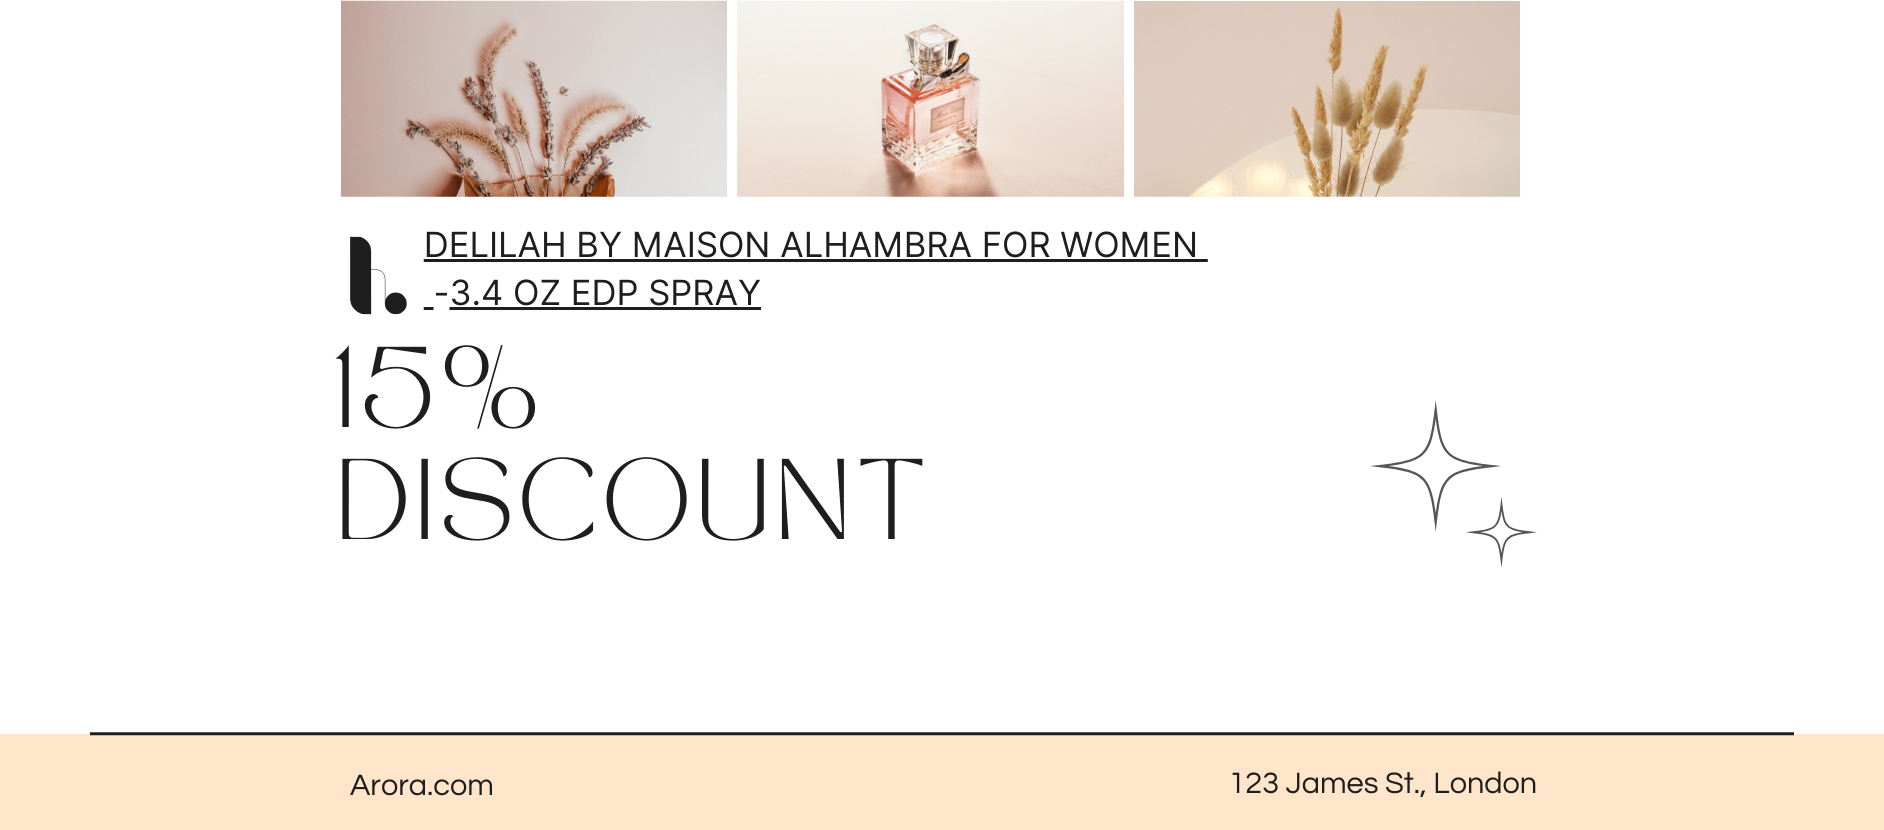 DELILAH BY MAISON ALHAMBRA FOR WOMEN
-3.4 OZ EDP SPRAY
15%
DISCOUNT
Arora.com
123 James St., London